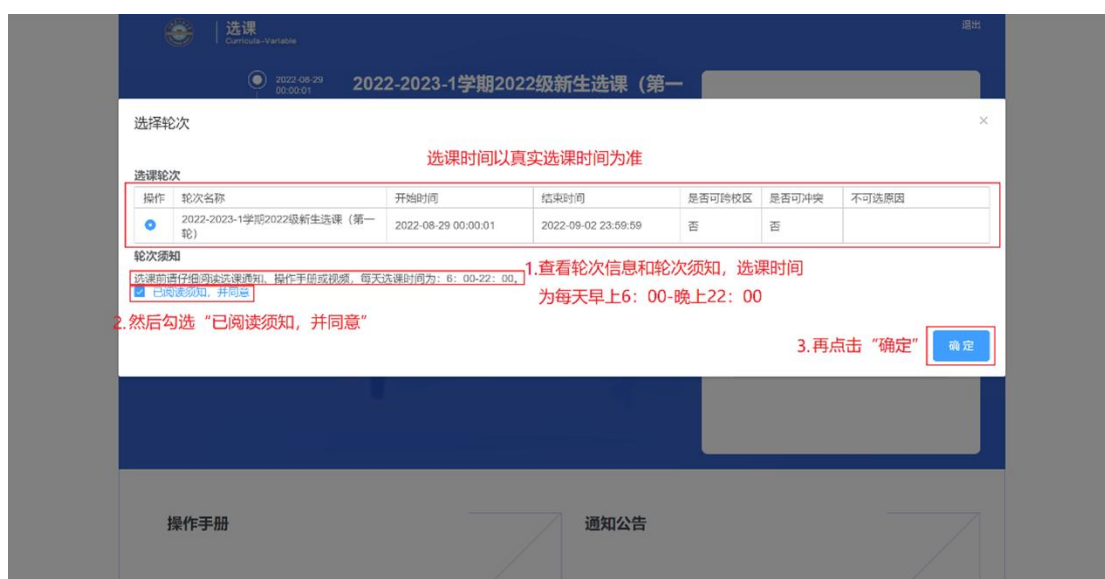 选课
Curricula-Variable
退出
2022-08-29
00:00:01
2022-2023-1学期2022级新生选课（第一
选择轮次
×
选课时间以真实选课时间为准
选课轮次
操作 轮次名称 开始时间 结束时间 是否可跨校区 是否可冲突 不可选原因
2022-2023-1学期2022级新生选课（第一
轮） 2022-08-29 00:00:01 2022-09-02 23:59:59 否 否
轮次须知
选课前请仔细阅读选课通知、操作手册或视频，每天选课时间为：6：00-22：00。
已阅读须知，并同意
1.查看轮次信息和轮次须知，选课时间
为每天早上6：00-晚上22：00
2.然后勾选“已阅读须知，并同意”
3.再点击“确定”
确定
操作手册
通知公告